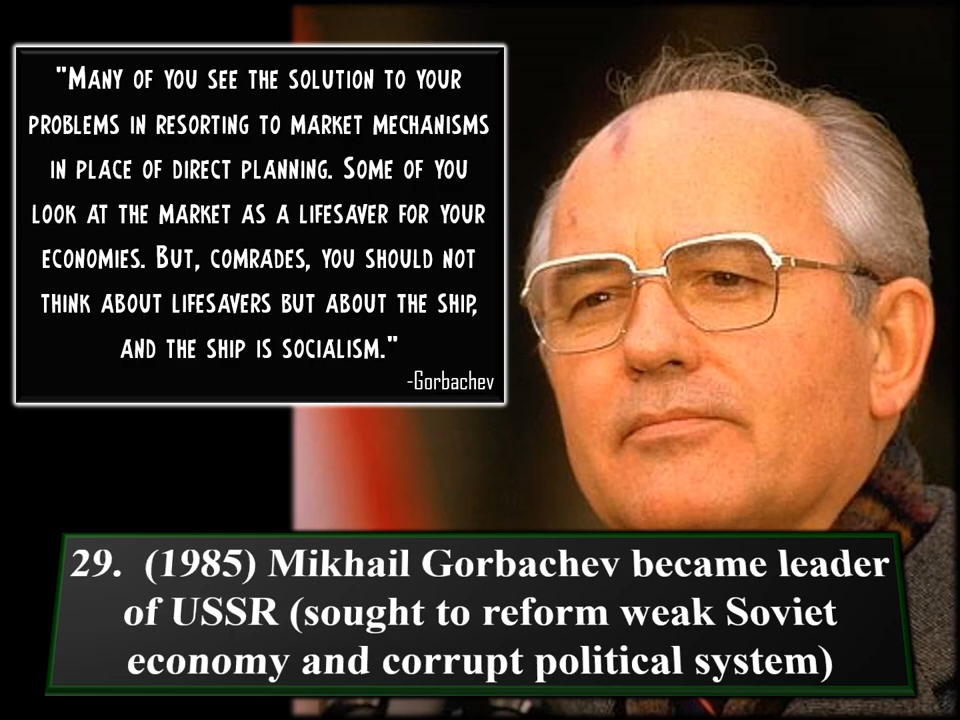 "Many of you see the solution to your
problems in resorting to market mechanisms
in place of direct planning. Some of you
look at the market as a lifesaver for your
economies. But, comrades, you should not
think about lifesavers but about the ship,
and the ship is socialism."
-Gorbachev
29. (1985) Mikhail Gorbachev became leader
of USSR (sought to reform weak Soviet
economy and corrupt political system)